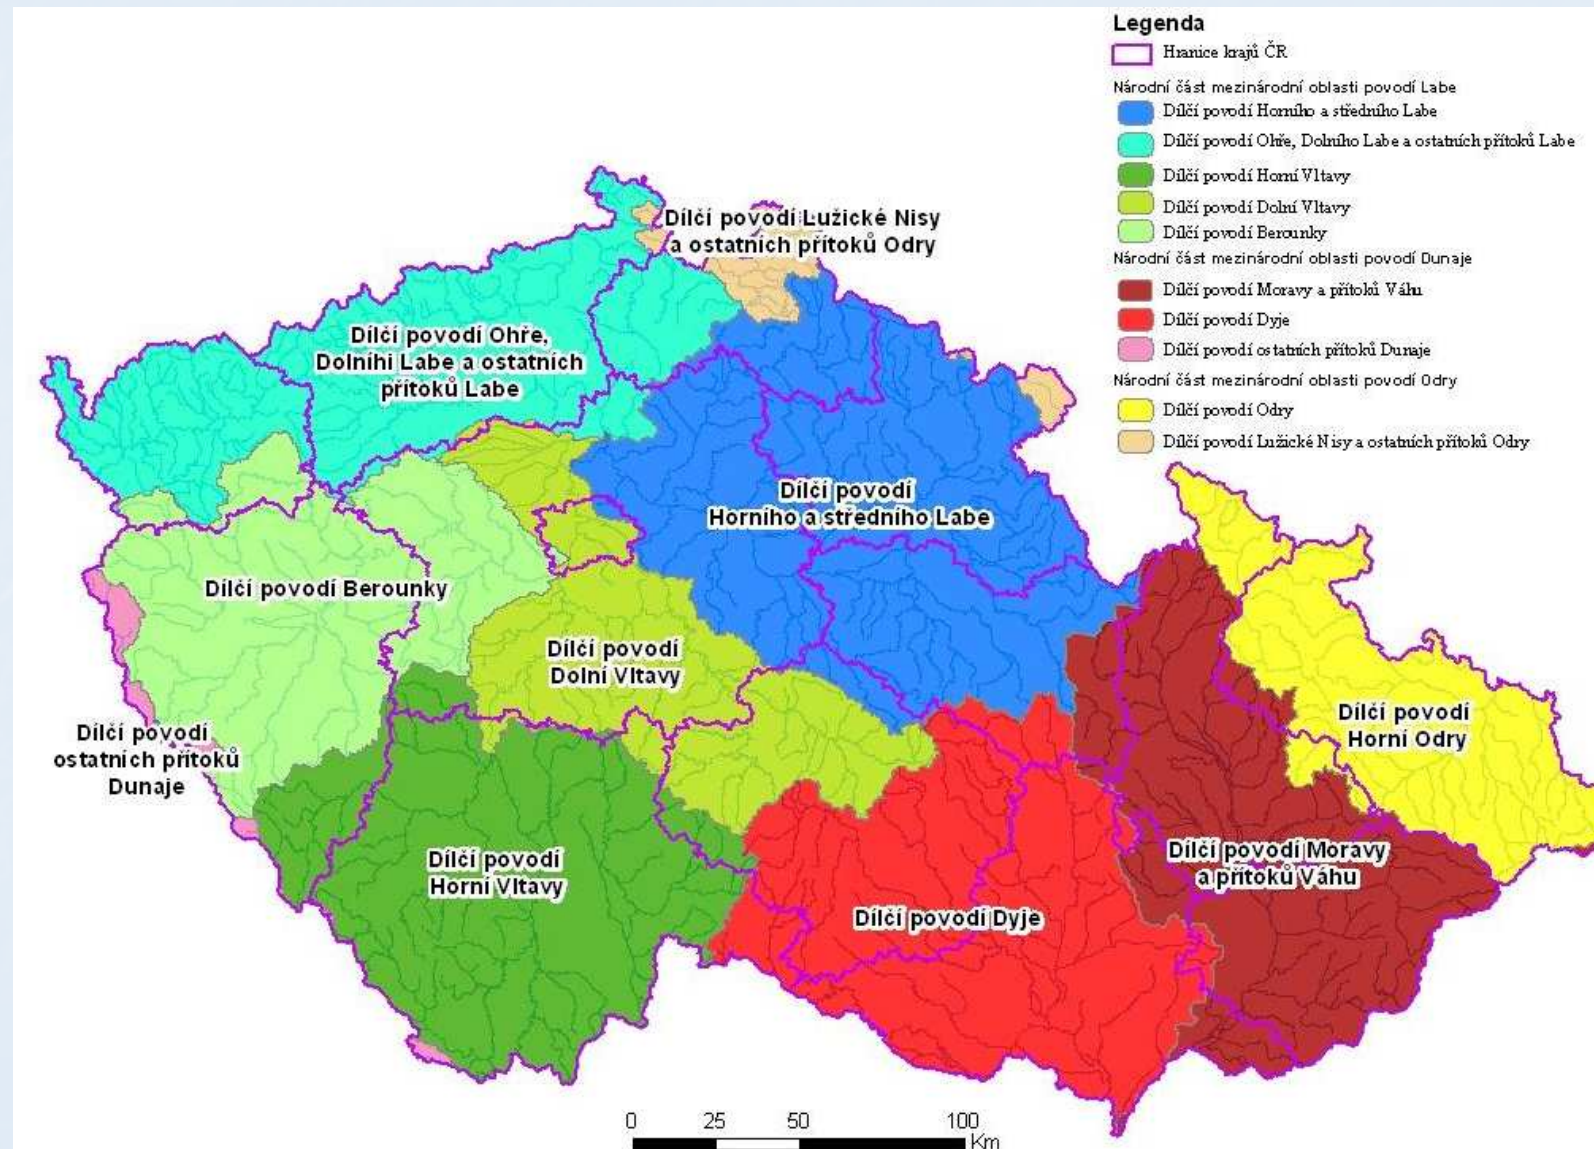 Legenda
Hranice krajů ČR
Národní část mezinárodní oblasti povodí Labe
Dílčí povodí Horního a středního Labe
Dílčí povodí Ohře, Dolního Labe a ostatních přítoků Labe
Dílčí povodí Horní Vltavy
Dílčí povodí Dolní Vltavy
Dílčí povodí Berounky
Národní část mezinárodní oblasti povodí Dunaje
Dílčí povodí Moravy a přítoků Váhu
Dílčí povodí Dyje
Dílčí povodí ostatních přítoků Dunaje
Národní část mezinárodní oblasti povodí Odry
Dílčí povodí Odry
Dílčí povodí Lužické Nisy a ostatních přítoků Odry
Dílčí povodí Lužické Nisy
a ostatních přítoků Odry
Dílčí povodí Ohře,
Dolníhi Labe a ostatních
přítoků Labe
Dílčí povodí
Horního a středního Labe
Dílčí povodí Berounky
Dílčí povodí
Dolní Vltavy
Dílčí povodí
ostatních přítoků
Dunaje
Dílčí povodí
Horní Odry
Dílčí povodí
Horní Vltavy
Dílčí povodí Moravy
a přítoků Váhu
Dílčí povodí Dyje
0 25 50 100
Km